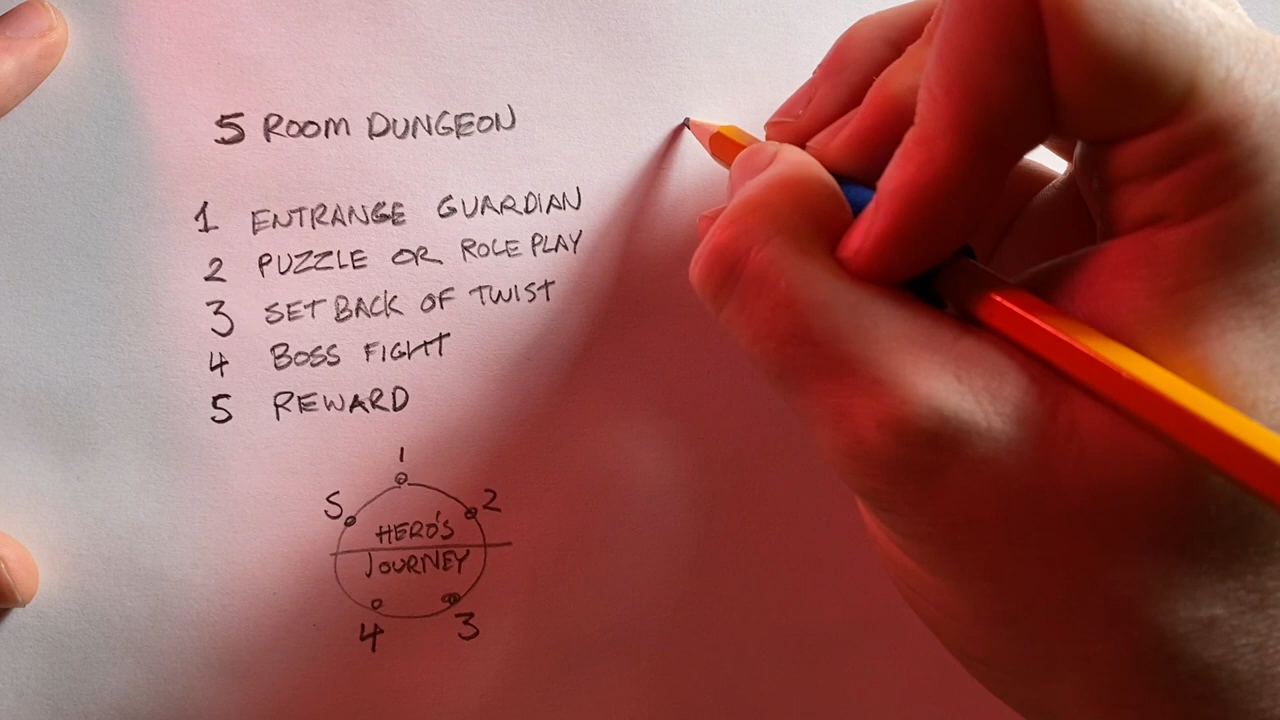 5 ROOM DUNGEON
1 ENTRANGE GUARDIAN
2 PUZZLE OR ROLE PLAY
3 SET BACK OF TWIST
4 BOSS FIGHT
5 REWARD
1
5 2
HERO'S
JOURNEY
4 3